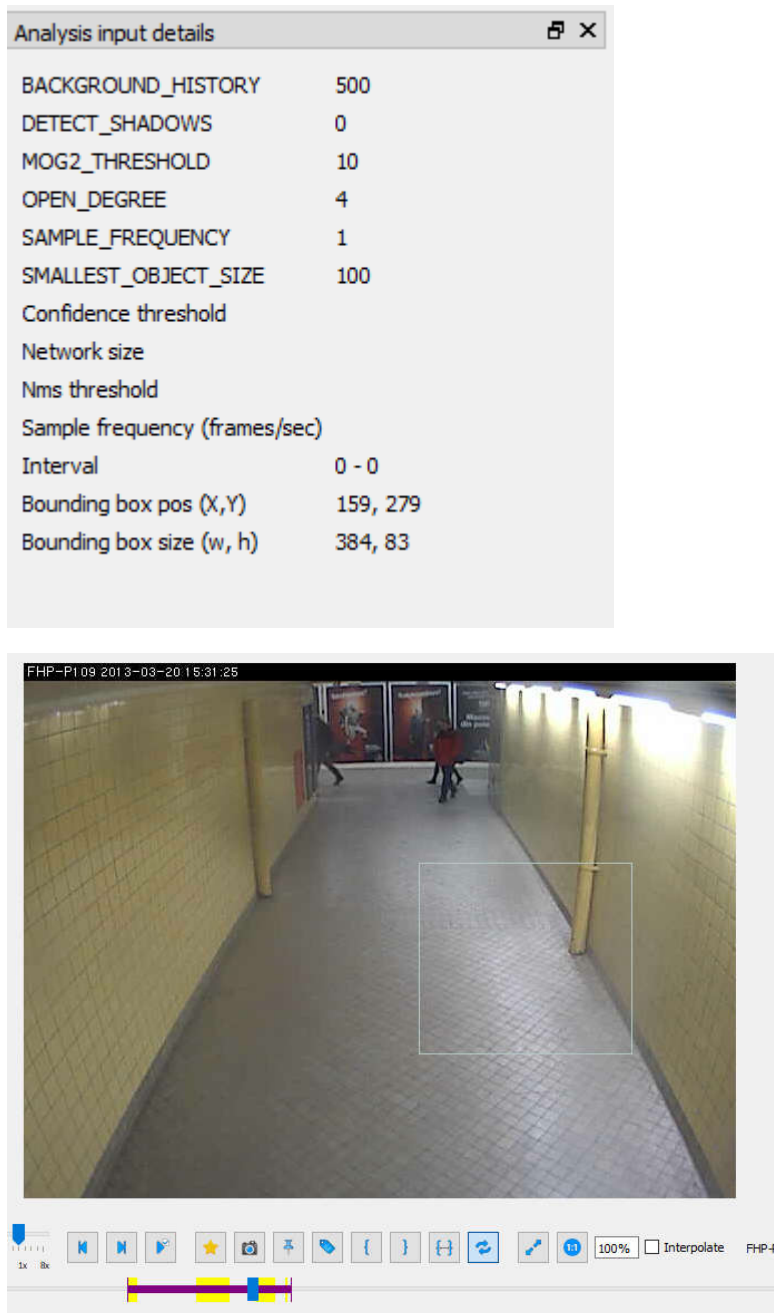 Analysis input details
BACKGROUND_HISTORY 500
DETECT_SHADOWS 0
MOG2_THRESHOLD 10
OPEN_DEGREE 4
SAMPLE_FREQUENCY 1
SMALLEST_OBJECT_SIZE 100
Confidence threshold
Network size
Nms threshold
Sample frequency (frames/sec)
Interval 0 - 0
Bounding box pos (X,Y) 159, 279
Bounding box size (w, h) 384, 83
FHP-P109 2013-03-20 15:31:25
1x 8x
{ } {-} 1:1 100% Interpolate